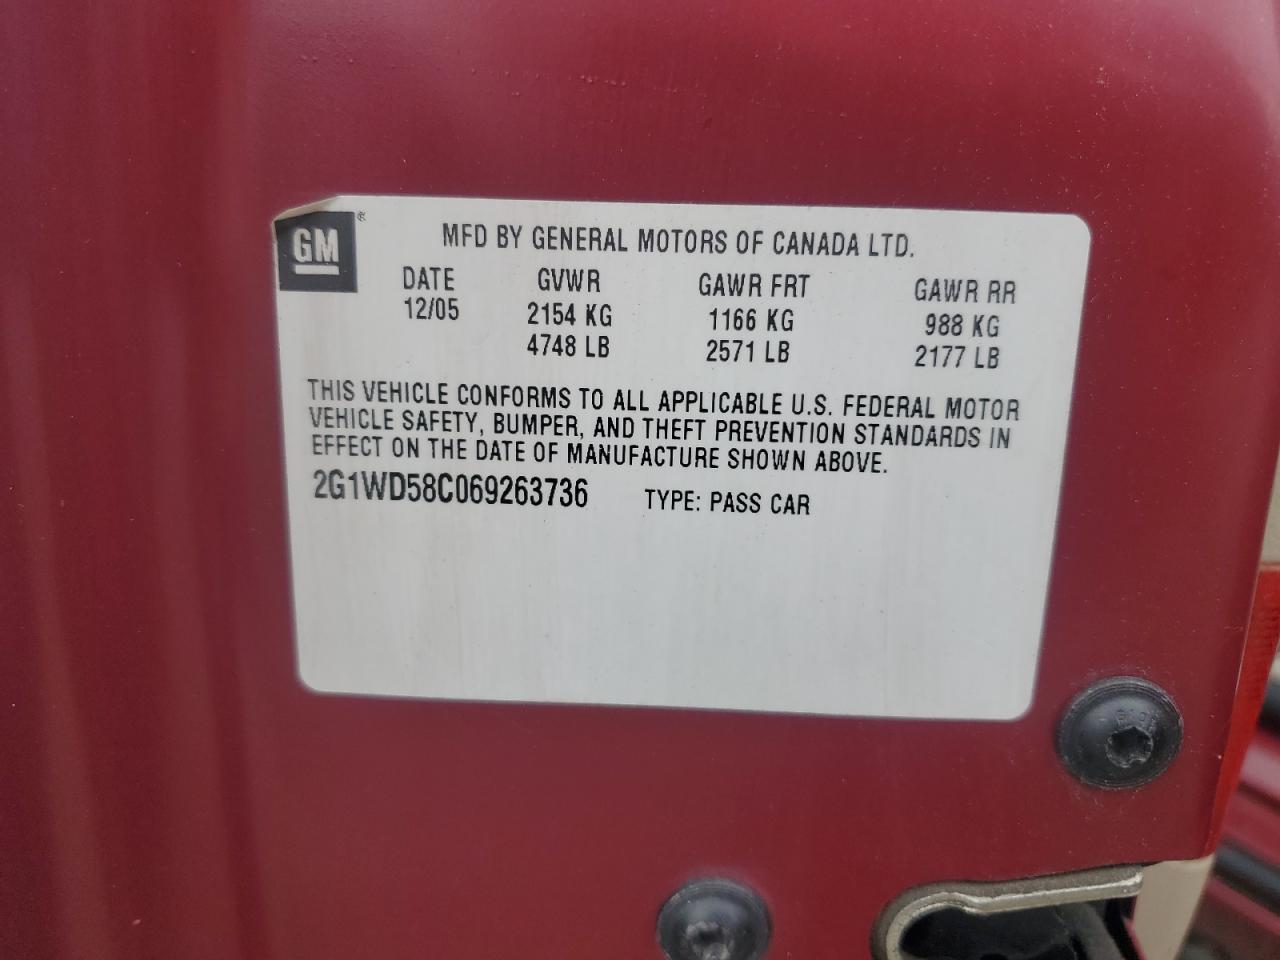 GM®
MFD BY GENERAL MOTORS OF CANADA LTD.
DATE GVWR GAWR FRT GAWR RR
12/05 2154 KG 1166 KG 988 KG
4748 LB 2571 LB 2177 LB
THIS VEHICLE CONFORMS TO ALL APPLICABLE U.S. FEDERAL MOTOR
VEHICLE SAFETY, BUMPER, AND THEFT PREVENTION STANDARDS IN
EFFECT ON THE DATE OF MANUFACTURE SHOWN ABOVE.
2G1WD58C069263736 TYPE: PASS CAR